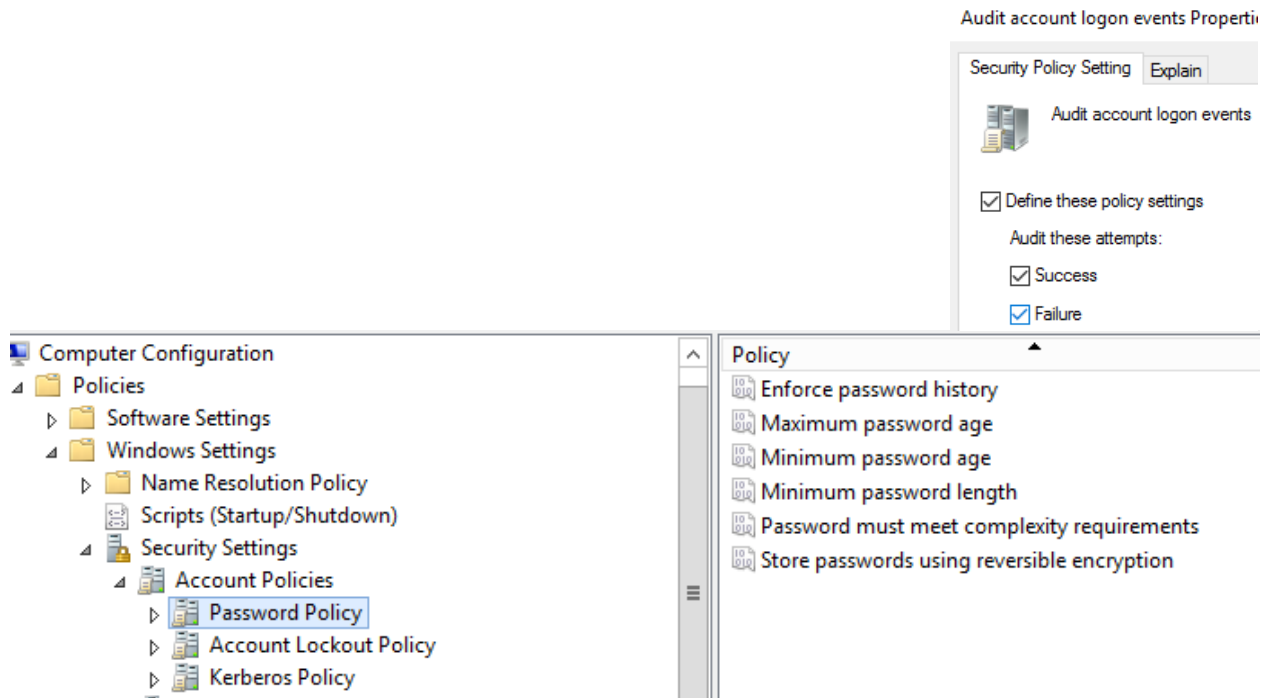 Audit account logon events Properti
Security Policy Setting Explain
Audit account logon events
Define these policy settings
Audit these attempts:
Success
Failure
Computer Configuration
Policies
Software Settings
Windows Settings
Name Resolution Policy
Scripts (Startup/Shutdown)
Security Settings
Account Policies
Password Policy
Account Lockout Policy
Kerberos Policy
Policy
Enforce password history
Maximum password age
Minimum password age
Minimum password length
Password must meet complexity requirements
Store passwords using reversible encryption